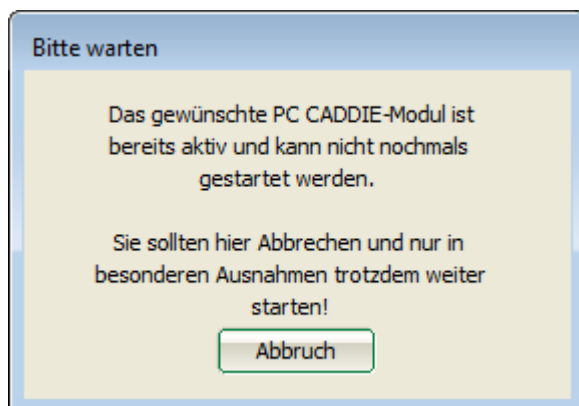 Bitte warten
Das gewünschte PC CADDIE-Modul ist
bereits aktiv und kann nicht nochmals
gestartet werden.
Sie sollten hier Abbrechen und nur in
besonderen Ausnahmen trotzdem weiter
starten!
Abbruch